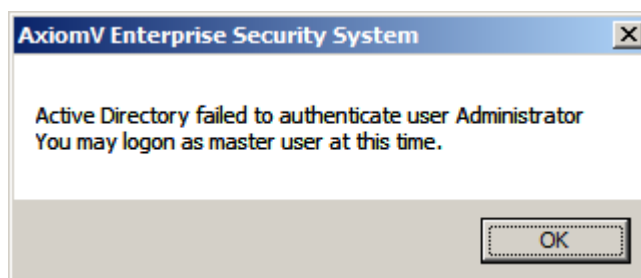 AxiomV Enterprise Security System
Active Directory failed to authenticate user Administrator
You may logon as master user at this time.
OK